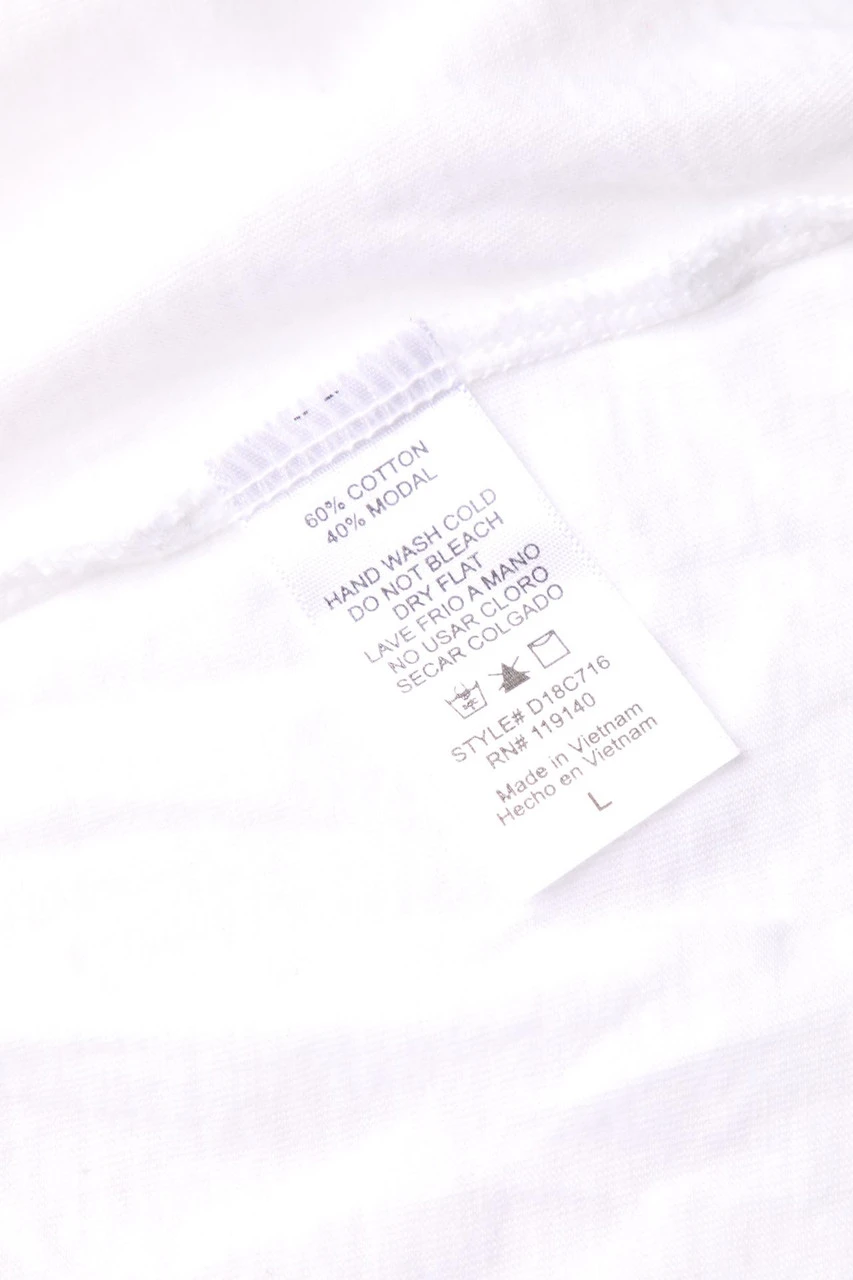 60% COTTON
40% MODAL
HAND WASH COLD
DO NOT BLEACH
DRY FLAT
LAVE FRIO A MANO
NO USAR CLORO
SECAR COLGADO
STYLE# D18C716
RN# 119140
Made in Vietnam
Hecho en Vietnam
L